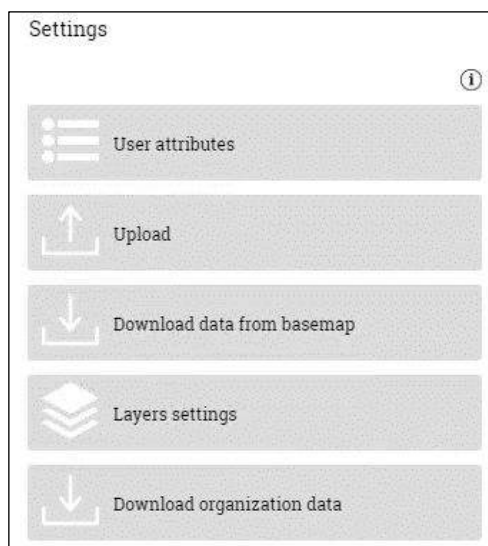 Settings
User attributes
Upload
Download data from basemap
Layers settings
Download organization data